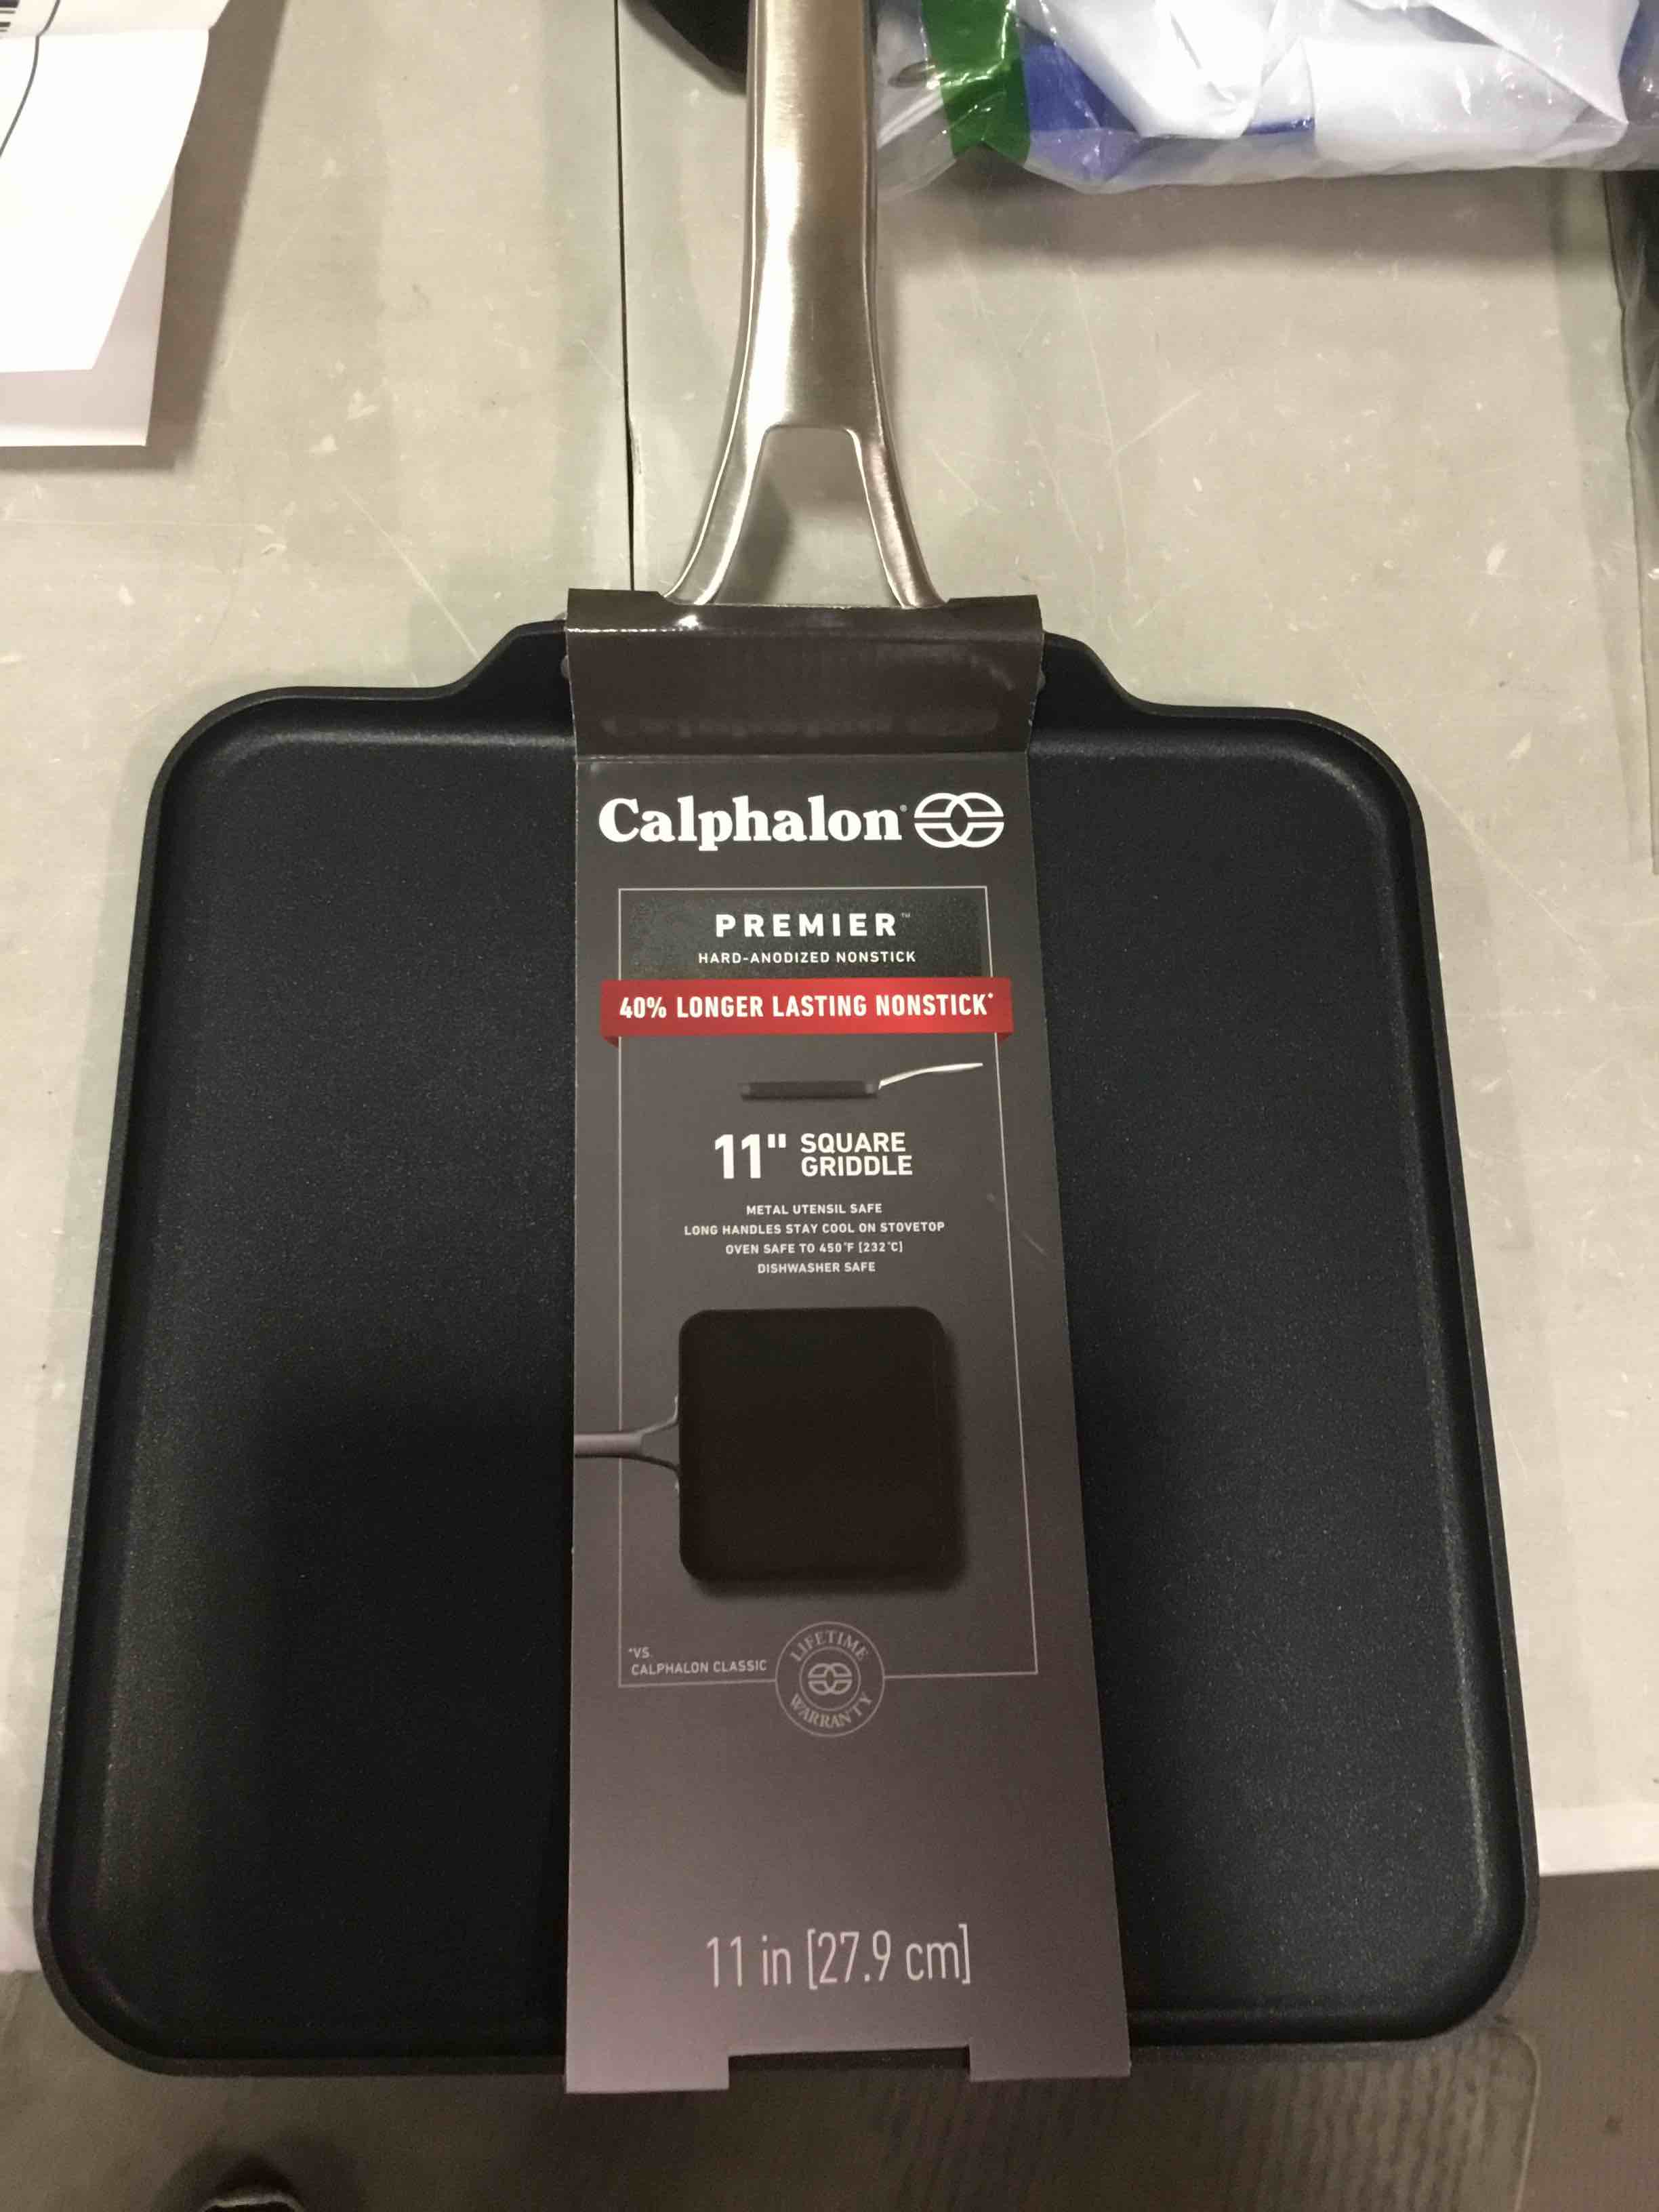 Calphalon®
PREMIER™
HARD-ANODIZED NONSTICK
40% LONGER LASTING NONSTICK*
11" SQUARE
GRIDDLE
METAL UTENSIL SAFE
LONG HANDLES STAY COOL ON STOVETOP
OVEN SAFE TO 450°F [232°C]
DISHWASHER SAFE
*VS.
CALPHALON CLASSIC
LIFETIME
WARRANTY
11 in [27.9 cm]